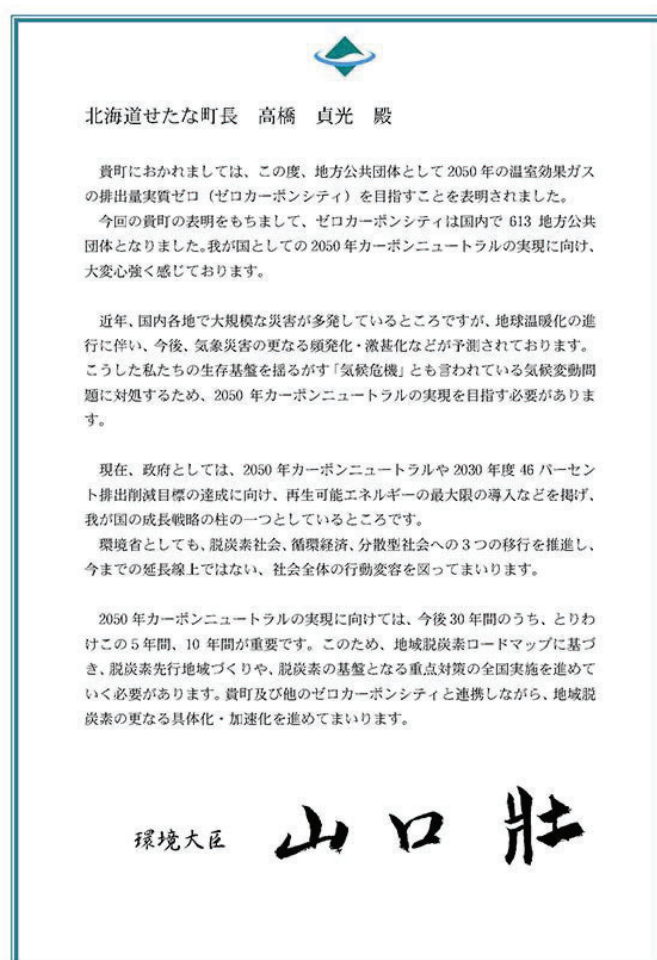 北海道せたな町長　高橋　貞光　殿
貴町におかれましては、この度、地方公共団体として2050年の温室効果ガス
の排出量実質ゼロ（ゼロカーボンシティ）を目指すことを表明されました。
今回の貴町の表明をもちまして、ゼロカーボンシティは国内で 613 地方公共
団体となりました。我が国としての2050年カーボンニュートラルの実現に向け、
大変心強く感じております。
近年、国内各地で大規模な災害が多発しているところですが、地球温暖化の進
行に伴い、今後、気象災害の更なる頻発化・激甚化などが予測されております。
こうした私たちの生存基盤を揺るがす「気候危機」とも言われている気候変動問
題に対処するため、2050 年カーボンニュートラルの実現を目指す必要がありま
す。
現在、政府としては、2050 年カーボンニュートラルや 2030 年度 46 パーセン
ト排出削減目標の達成に向け、再生可能エネルギーの最大限の導入などを掲げ、
我が国の成長戦略の柱の一つとしているところです。
環境省としても、脱炭素社会、循環経済、分散型社会への３つの移行を推進し、
今までの延長線上ではない、社会全体の行動変容を図ってまいります。
2050 年カーボンニュートラルの実現に向けては、今後 30 年間のうち、とりわ
けこの５年間、10 年間が重要です。このため、地域脱炭素ロードマップに基づ
き、脱炭素先行地域づくりや、脱炭素の基盤となる重点対策の全国実施を進めて
いく必要があります。貴町及び他のゼロカーボンシティと連携しながら、地域脱
炭素の更なる具体化・加速化を進めてまいります。
環境大臣　山口　壯